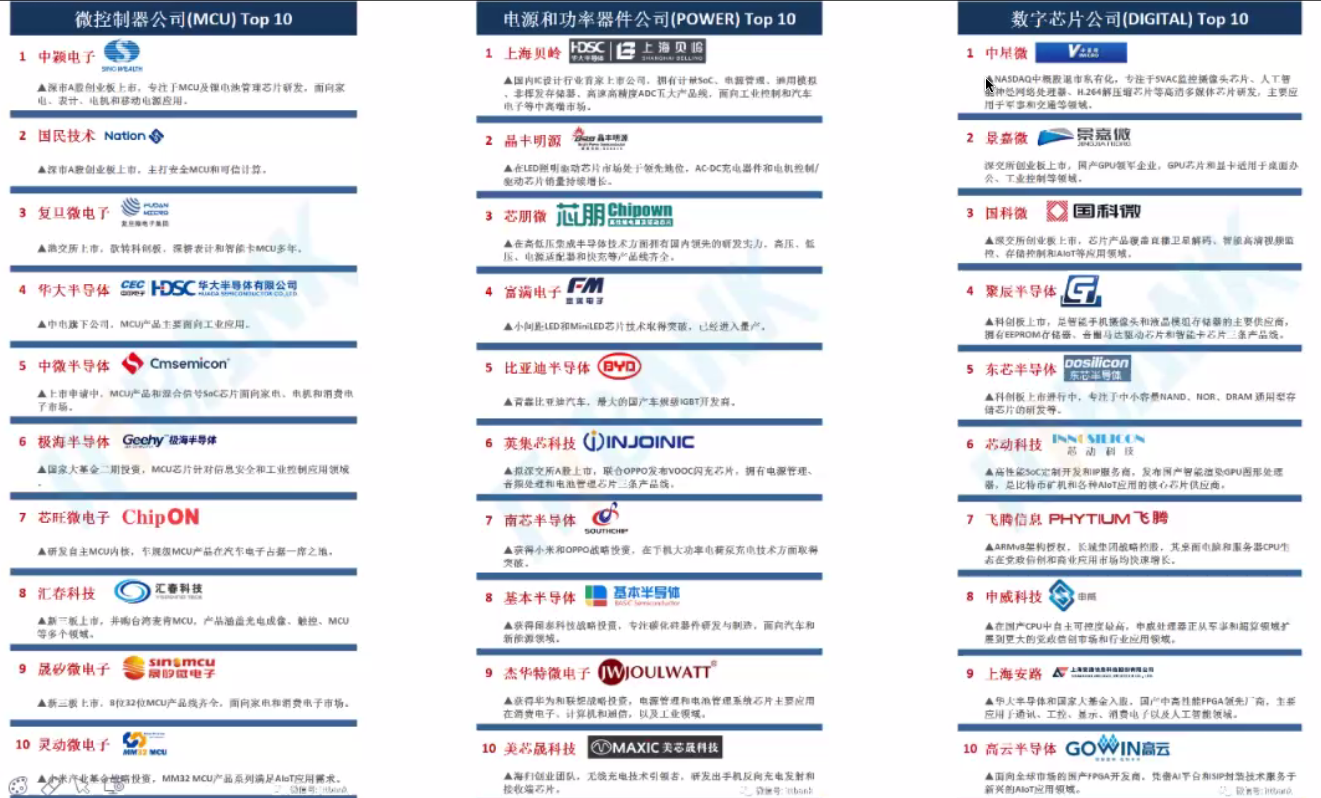 微控制器公司(MCU) Top 10
1 中颖电子 SINO WEALTH
▲深市A股创业板上市，专注于MCU及锂电池管理芯片研发，面向家
电、表计、电机和移动电源应用。
2 国民技术 Nation
▲深市A股创业板上市，主打安全MCU和可信计算。
3 复旦微电子 FUDAN MICRO 复旦微电子集团
▲港交所上市，欲转科创板，深耕表计和智能卡MCU多年。
4 华大半导体 CEC HDSC 华大半导体有限公司 HUADA SEMICONDUCTOR CO.,LTD
▲中电旗下公司，MCU产品主要面向工业应用。
5 中微半导体 Cmsemicon
▲上市申请中，MCU产品和混合信号SoC芯片面向家电、电机和消费电
子市场。
6 极海半导体 Geehy 极海半导体
▲国家大基金二期投资，MCU芯片针对信息安全和工业控制应用领域
。
7 芯旺微电子 ChipON
▲研发自主MCU内核，车规级MCU产品在汽车电子占据一席之地。
8 汇春科技 汇春科技
▲新三板上市，并购台湾麦肯MCU，产品涵盖光电成像、触控、MCU
等多个领域。
9 晟矽微电子 sinomcu 晟矽微电子
▲新三板上市，8位32位MCU产品线齐全，面向家电和消费电子市场。
10 灵动微电子 MM32 MCU
▲小米产业基金战略投资，MM32 MCU产品系列满足AIoT应用需求。
电源和功率器件公司(POWER) Top 10
1 上海贝岭 HDSC 华大半导体 上海贝岭 SHANGHAI BELLING
▲国内IC设计行业首家上市公司，拥有计量SoC、电源管理、通用模拟
、非挥发存储器、高速高精度ADC五大产品线，面向工业控制和汽车
电子等中高端市场。
2 晶丰明源 晶丰明源
▲在LED照明驱动芯片市场处于领先地位，AC-DC充电器件和电机控制/
驱动芯片销量持续增长。
3 芯朋微 芯朋 Chipown
▲在高低压集成半导体技术方面拥有国内领先的研发实力，高压、低
压、电源适配器和快充等产品线齐全。
4 富满电子 FM 富满电子
▲小间距LED和MiniLED芯片技术取得突破，已经进入量产。
5 比亚迪半导体 BYD
▲背靠比亚迪汽车，最大的国产车规级IGBT开发商。
6 英集芯科技 INJOINIC
▲拟深交所A股上市，联合OPPO发布VOOC闪充芯片，拥有电源管理、
音频处理和电池管理芯片三条产品线。
7 南芯半导体 SOUTHCHIP
▲获得小米和OPPO战略投资，在手机大功率电荷泵充电技术方面取得
突破。
8 基本半导体 基本半导体 BASiC Semiconductor
▲获得闻泰科技战略投资，专注碳化硅器件研发与制造，面向汽车和
新能源领域。
9 杰华特微电子 JOULWATT
▲获得华为和联想战略投资，电源管理和电池管理系统芯片主要应用
在消费电子、计算机和通信，以及工业领域。
10 美芯晟科技 MAXIC 美芯晟科技
▲海归创业团队，无线充电技术引领者，研发出手机反向充电发射和
接收端芯片。
数字芯片公司(DIGITAL) Top 10
1 中星微
▲NASDAQ中概股退市私有化，专注于SVAC监控摄像头芯片、人工智
能神经网络处理器、H.264解压缩芯片等高清多媒体芯片研发，主要应
用于军事和交通等领域。
2 景嘉微 景嘉微 JINGJIA MICRO
深交所创业板上市，国产GPU领军企业，GPU芯片和显卡适用于桌面办
公、工业控制等领域。
3 国科微 国科微
▲深交所创业板上市，芯片产品覆盖直播卫星解码、智能高清视频监
控、存储控制和AIoT等应用领域。
4 聚辰半导体
▲科创板上市，是智能手机摄像头和液晶模组存储器的主要供应商，
拥有EEPROM存储器、音圈马达驱动芯片和智能卡芯片三条产品线。
5 东芯半导体 Dosilicon 东芯半导体
▲科创板上市进行中，专注于中小容量NAND、NOR、DRAM 通用型存
储芯片的研发等。
6 芯动科技 INNOSILICON 芯动科技
▲高性能SoC定制开发和IP服务商，发布国产智能渲染GPU图形处理
器，是比特币矿机和各种AIoT应用的核心芯片供应商。
7 飞腾信息 PHYTIUM飞腾
▲ARMv8架构授权，长城集团战略控股，其桌面电脑和服务器CPU生
态在党政信创和商业应用市场均快速增长。
8 申威科技 申威
▲在国产CPU中自主可控度最高，申威处理器正从军事和超算领域扩
展到更大的党政信创市场和行业应用领域。
9 上海安路 上海安路信息科技股份有限公司
▲华大半导体和国家大基金入股，国产中高性能FPGA领先厂商，主要
应用于通讯、工控、显示、消费电子以及人工智能领域。
10 高云半导体 GOWIN高云
▲面向全球市场的国产FPGA开发商，凭借AI平台和SIP封装技术服务于
新兴的AIoT应用领域。